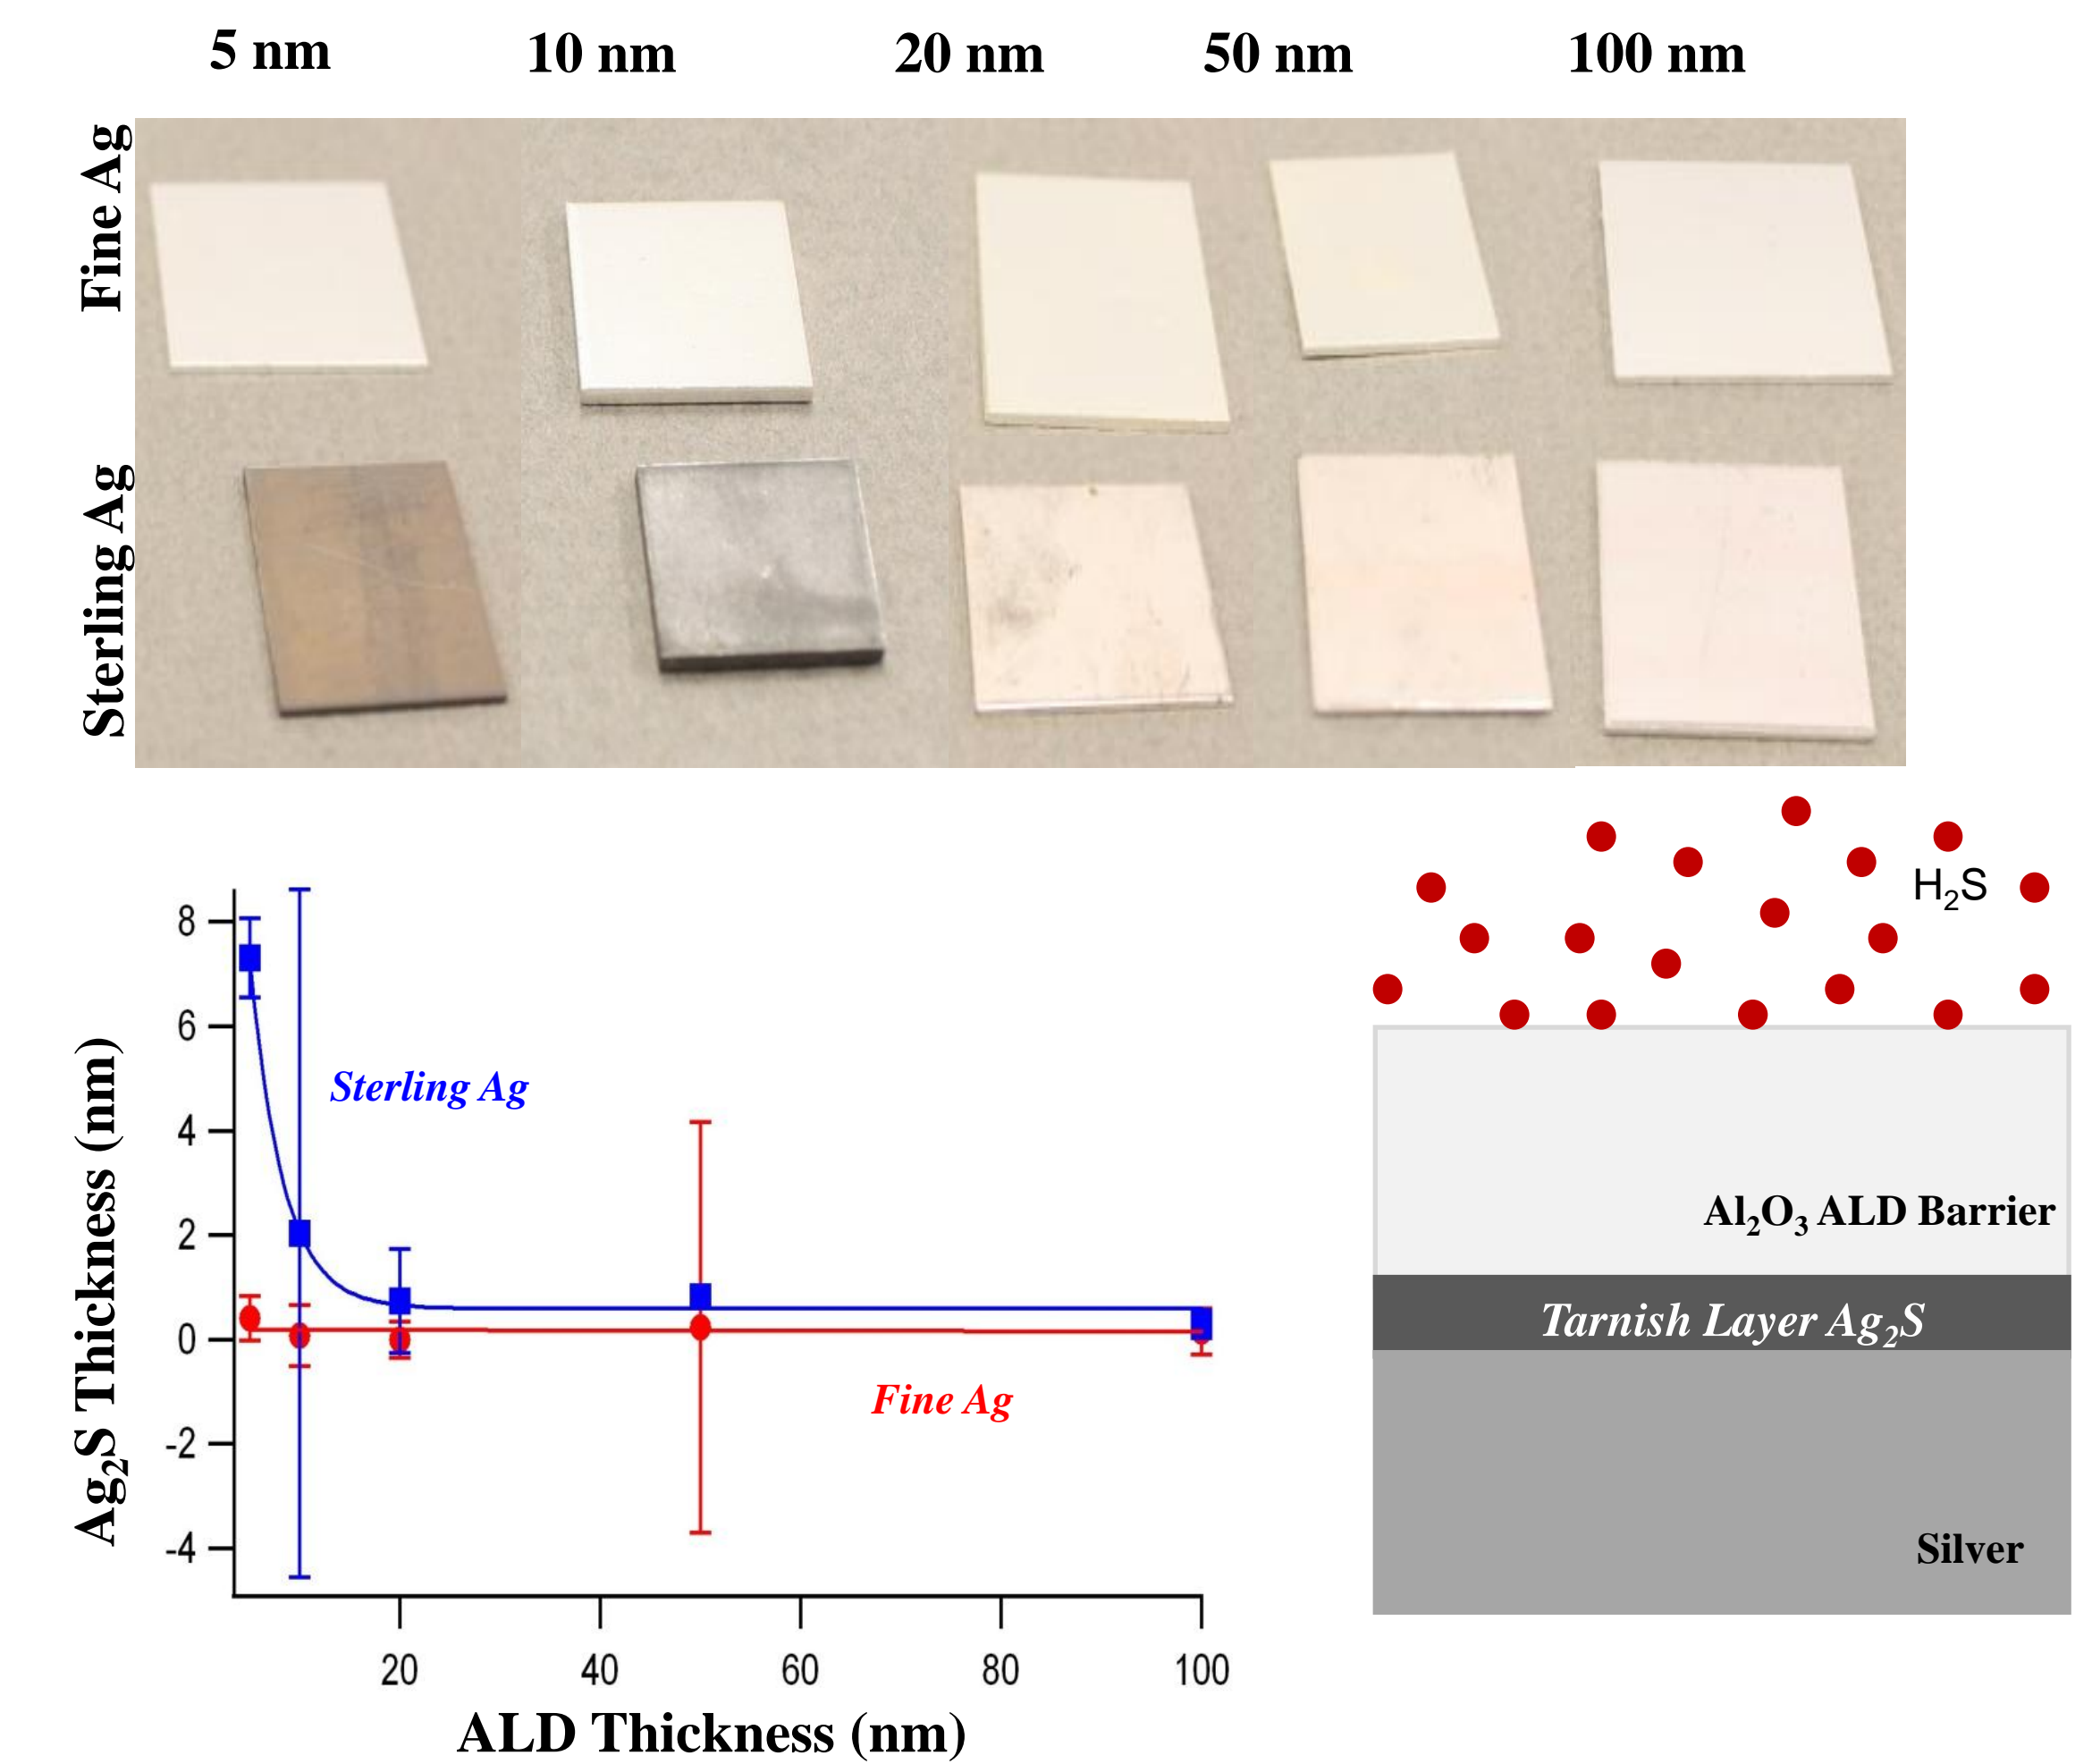 5 nm 10 nm 20 nm 50 nm 100 nm
Fine Ag
Sterling Ag
H₂S
Al₂O₃ ALD Barrier
Tarnish Layer Ag₂S
Silver
Ag₂S Thickness (nm)
8
6
4
2
0
-2
-4
Sterling Ag
Fine Ag
20 40 60 80 100
ALD Thickness (nm)